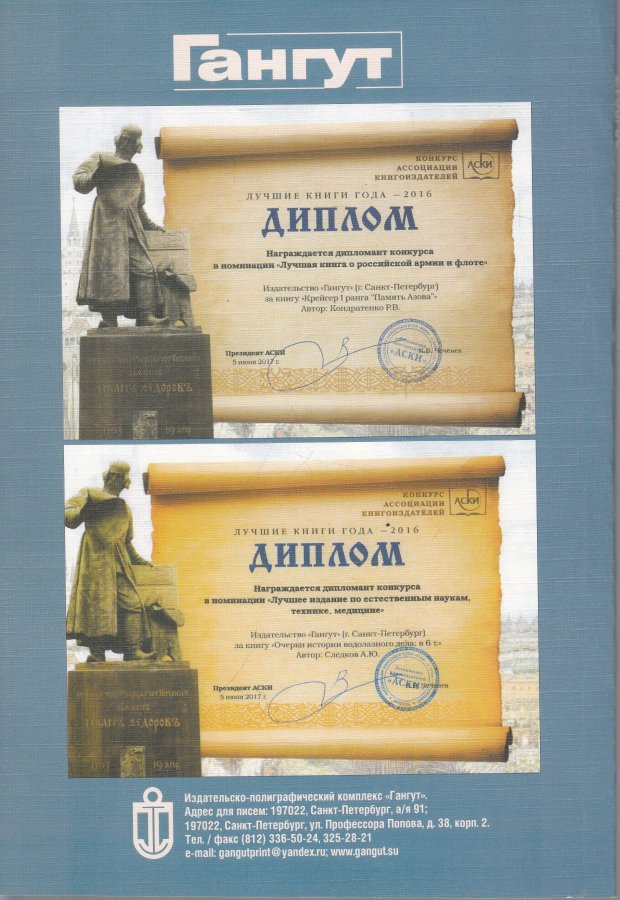 Гангут
КОНКУРС
АССОЦИАЦИИ
КНИГОИЗДАТЕЛЕЙ
АСКИ
ЛУЧШИЕ КНИГИ ГОДА — 2016
ДИПЛОМ
Награждается дипломант конкурса
в номинации «Лучшая книга о российской армии и флоте»
Издательство «Гангут» (г. Санкт-Петербург)
за книгу «Крейсер I ранга "Память Азова"»
Автор: Кондратенко Р.В.
Президент АСКИ
5 июня 2017 г.
«АСКИ»
К.В. Чеченев
КОНКУРС
АССОЦИАЦИИ
КНИГОИЗДАТЕЛЕЙ
АСКИ
ЛУЧШИЕ КНИГИ ГОДА — 2016
ДИПЛОМ
Награждается дипломант конкурса
в номинации «Лучшее издание по естественным наукам,
технике, медицине»
Издательство «Гангут» (г. Санкт-Петербург)
за книгу «Очерки истории водолазного дела: в 6 т.»
Автор: Следков А.Ю.
Президент АСКИ
5 июня 2017 г.
«АСКИ»
Чеченев
Издательско-полиграфический комплекс «Гангут».
Адрес для писем: 197022, Санкт-Петербург, а/я 91;
197022, Санкт-Петербург, ул. Профессора Попова, д. 38, корп. 2.
Тел. / факс (812) 336-50-24, 325-28-21
e-mail: gangutprint@yandex.ru; www.gangut.su